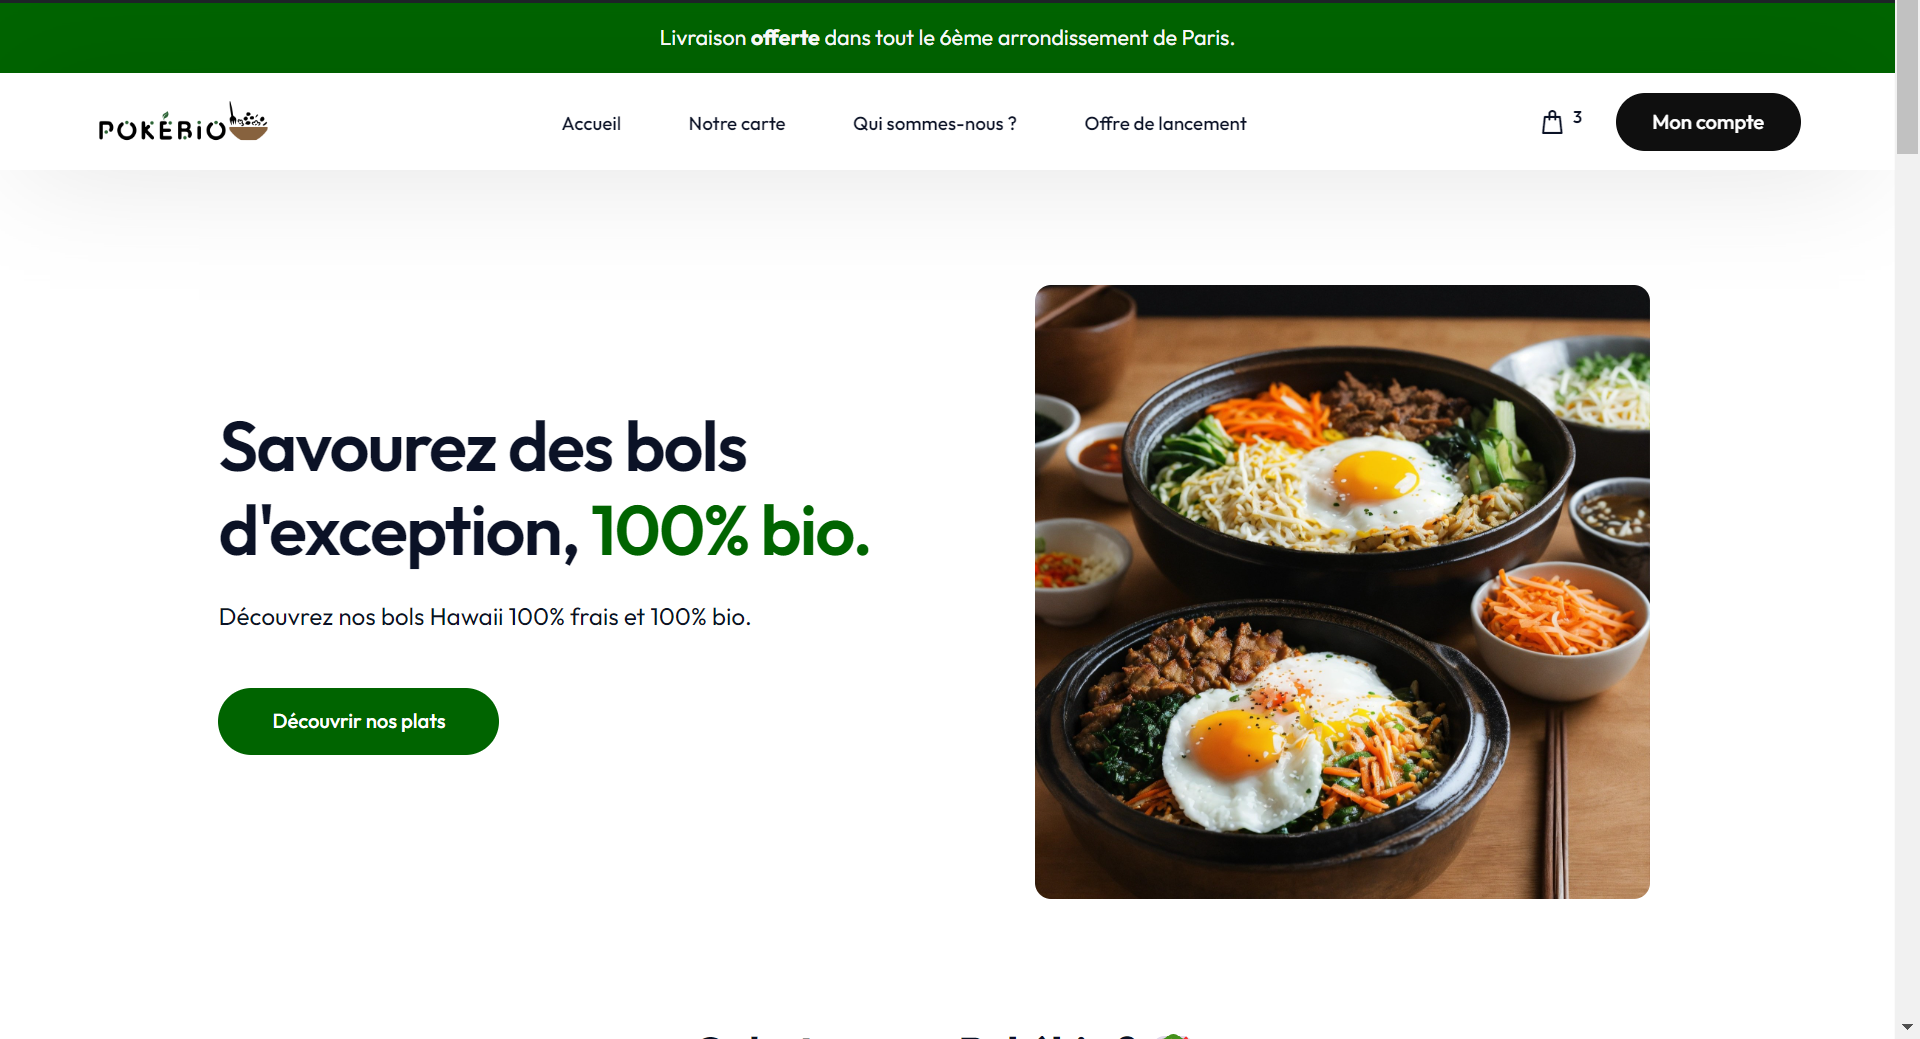 Livraison offerte dans tout le 6ème arrondissement de Paris.
POKÉBIO
Accueil
Notre carte
Qui sommes-nous ?
Offre de lancement
3
Mon compte
Savourez des bols
d'exception, 100% bio.
Découvrez nos bols Hawaii 100% frais et 100% bio.
Découvrir nos plats